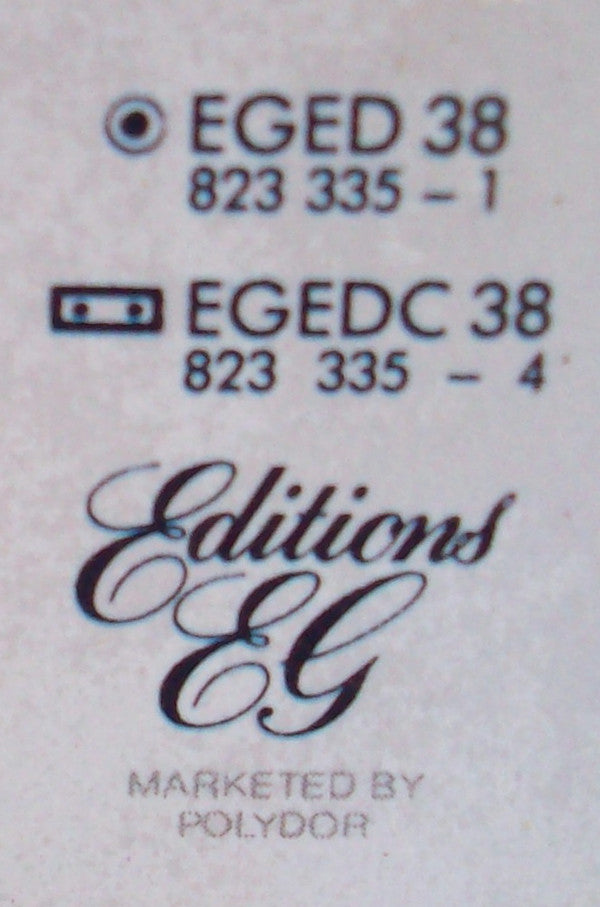 EGED 38
823 335 – 1
EGEDC 38
823 335 – 4
Editions
EG
MARKETED BY
POLYDOR